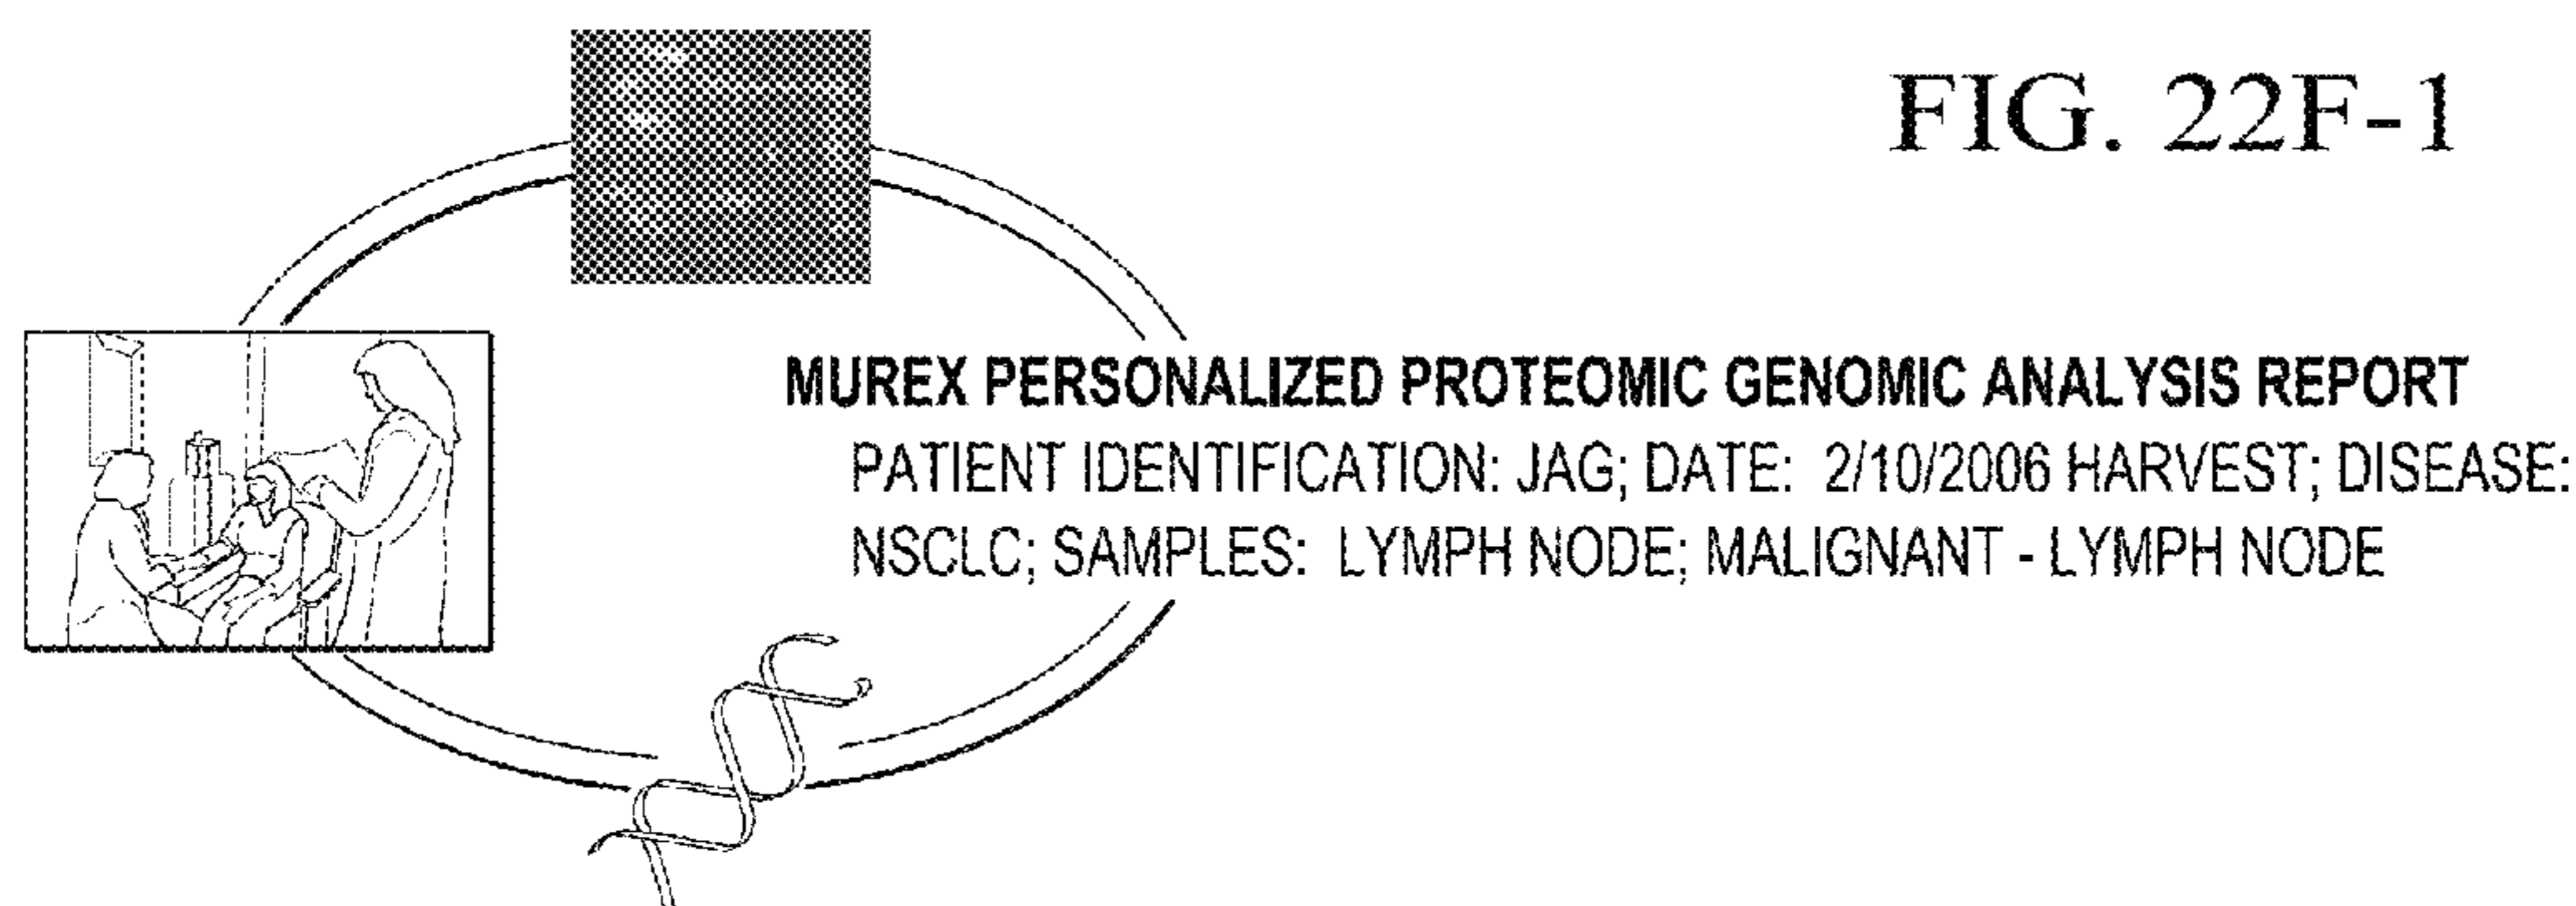 FIG. 22F-1
MUREX PERSONALIZED PROTEOMIC GENOMIC ANALYSIS REPORT
PATIENT IDENTIFICATION: JAG; DATE: 2/10/2006 HARVEST; DISEASE:
NSCLC; SAMPLES: LYMPH NODE; MALIGNANT - LYMPH NODE